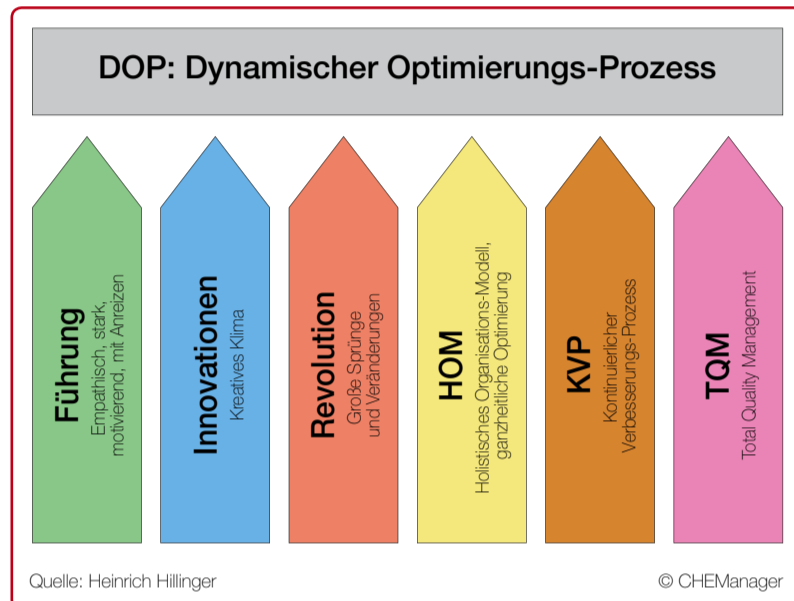 DOP: Dynamischer Optimierungs-Prozess
Führung
Empathisch, stark,
motivierend, mit Anreizen
Innovationen
Kreatives Klima
Revolution
Große Sprünge
und Veränderungen
HOM
Holistisches Organisations-Modell,
ganzheitliche Optimierung
KVP
Kontinuierlicher
Verbesserungs-Prozess
TQM
Total Quality Management
Quelle: Heinrich Hillinger
© CHEManager